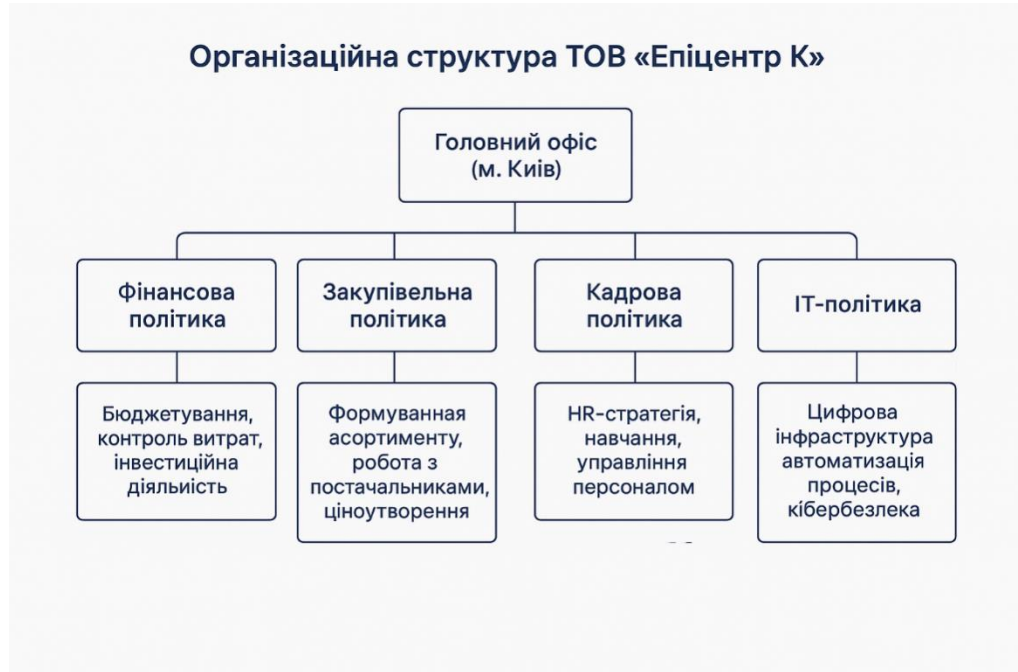 Організаційна структура ТОВ «Епіцентр К»
Головний офіс
(м. Київ)
Фінансова
політика
Закупівельна
політика
Кадрова
політика
ІТ-політика
Бюджетування,
контроль витрат,
інвестиційна
діяльиість
Формуванная
асортименту,
робота з
постачальниками,
ціноутворення
HR-стратегія,
навчання,
управління
персоналом
Цифрова
інфраструктура
автоматизація
процесів,
кібербезлека